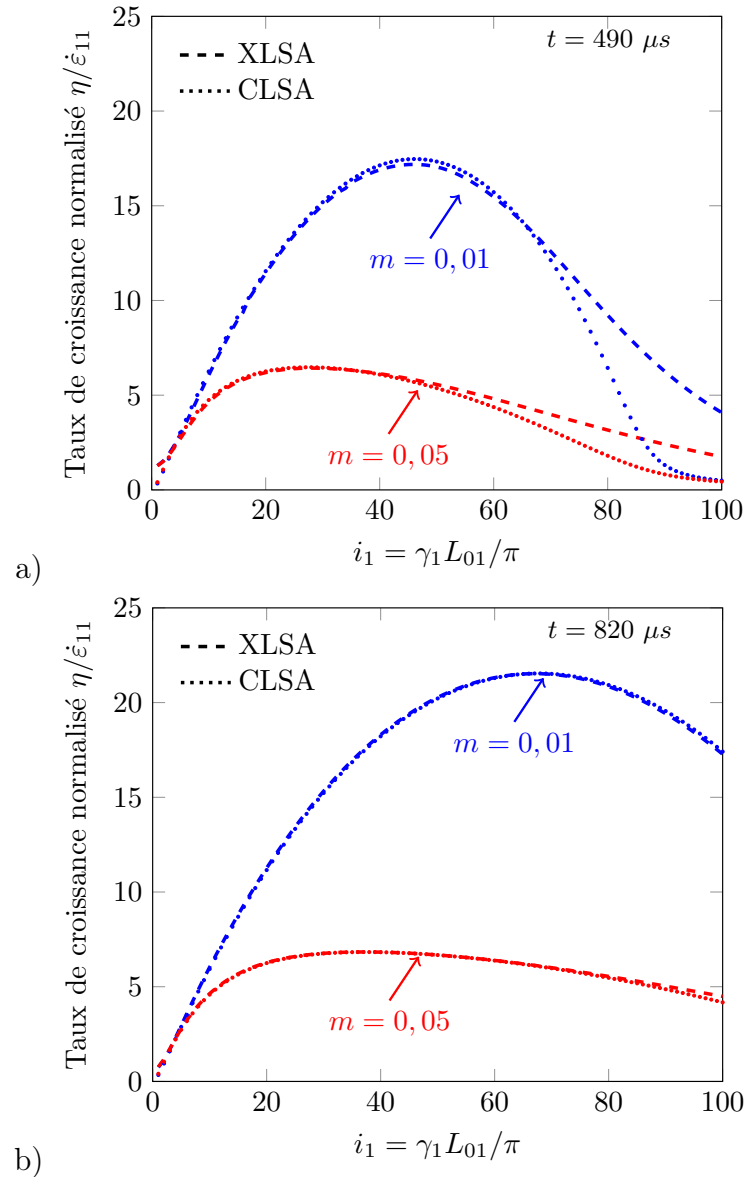 25
20
15
10
5
0
Taux de croissance normalisé η/ε̇₁₁
XLSA
CLSA
t = 490 μs
m = 0, 01
m = 0, 05
0 20 40 60 80 100
i₁ = γ₁L₀₁/π
a)
25
20
15
10
5
0
Taux de croissance normalisé η/ε̇₁₁
XLSA
CLSA
t = 820 μs
m = 0, 01
m = 0, 05
0 20 40 60 80 100
i₁ = γ₁L₀₁/π
b)